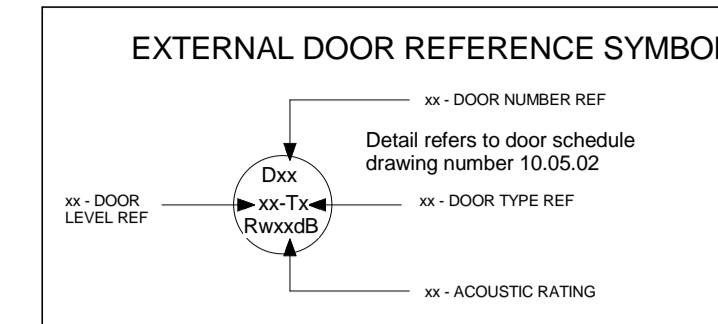 EXTERNAL DOOR REFERENCE SYMBOL
xx - DOOR NUMBER REF
Detail refers to door schedule
drawing number 10.05.02
Dxx
xx - DOOR
LEVEL REF
xx-Tx
xx - DOOR TYPE REF
RwxxdB
xx - ACOUSTIC RATING